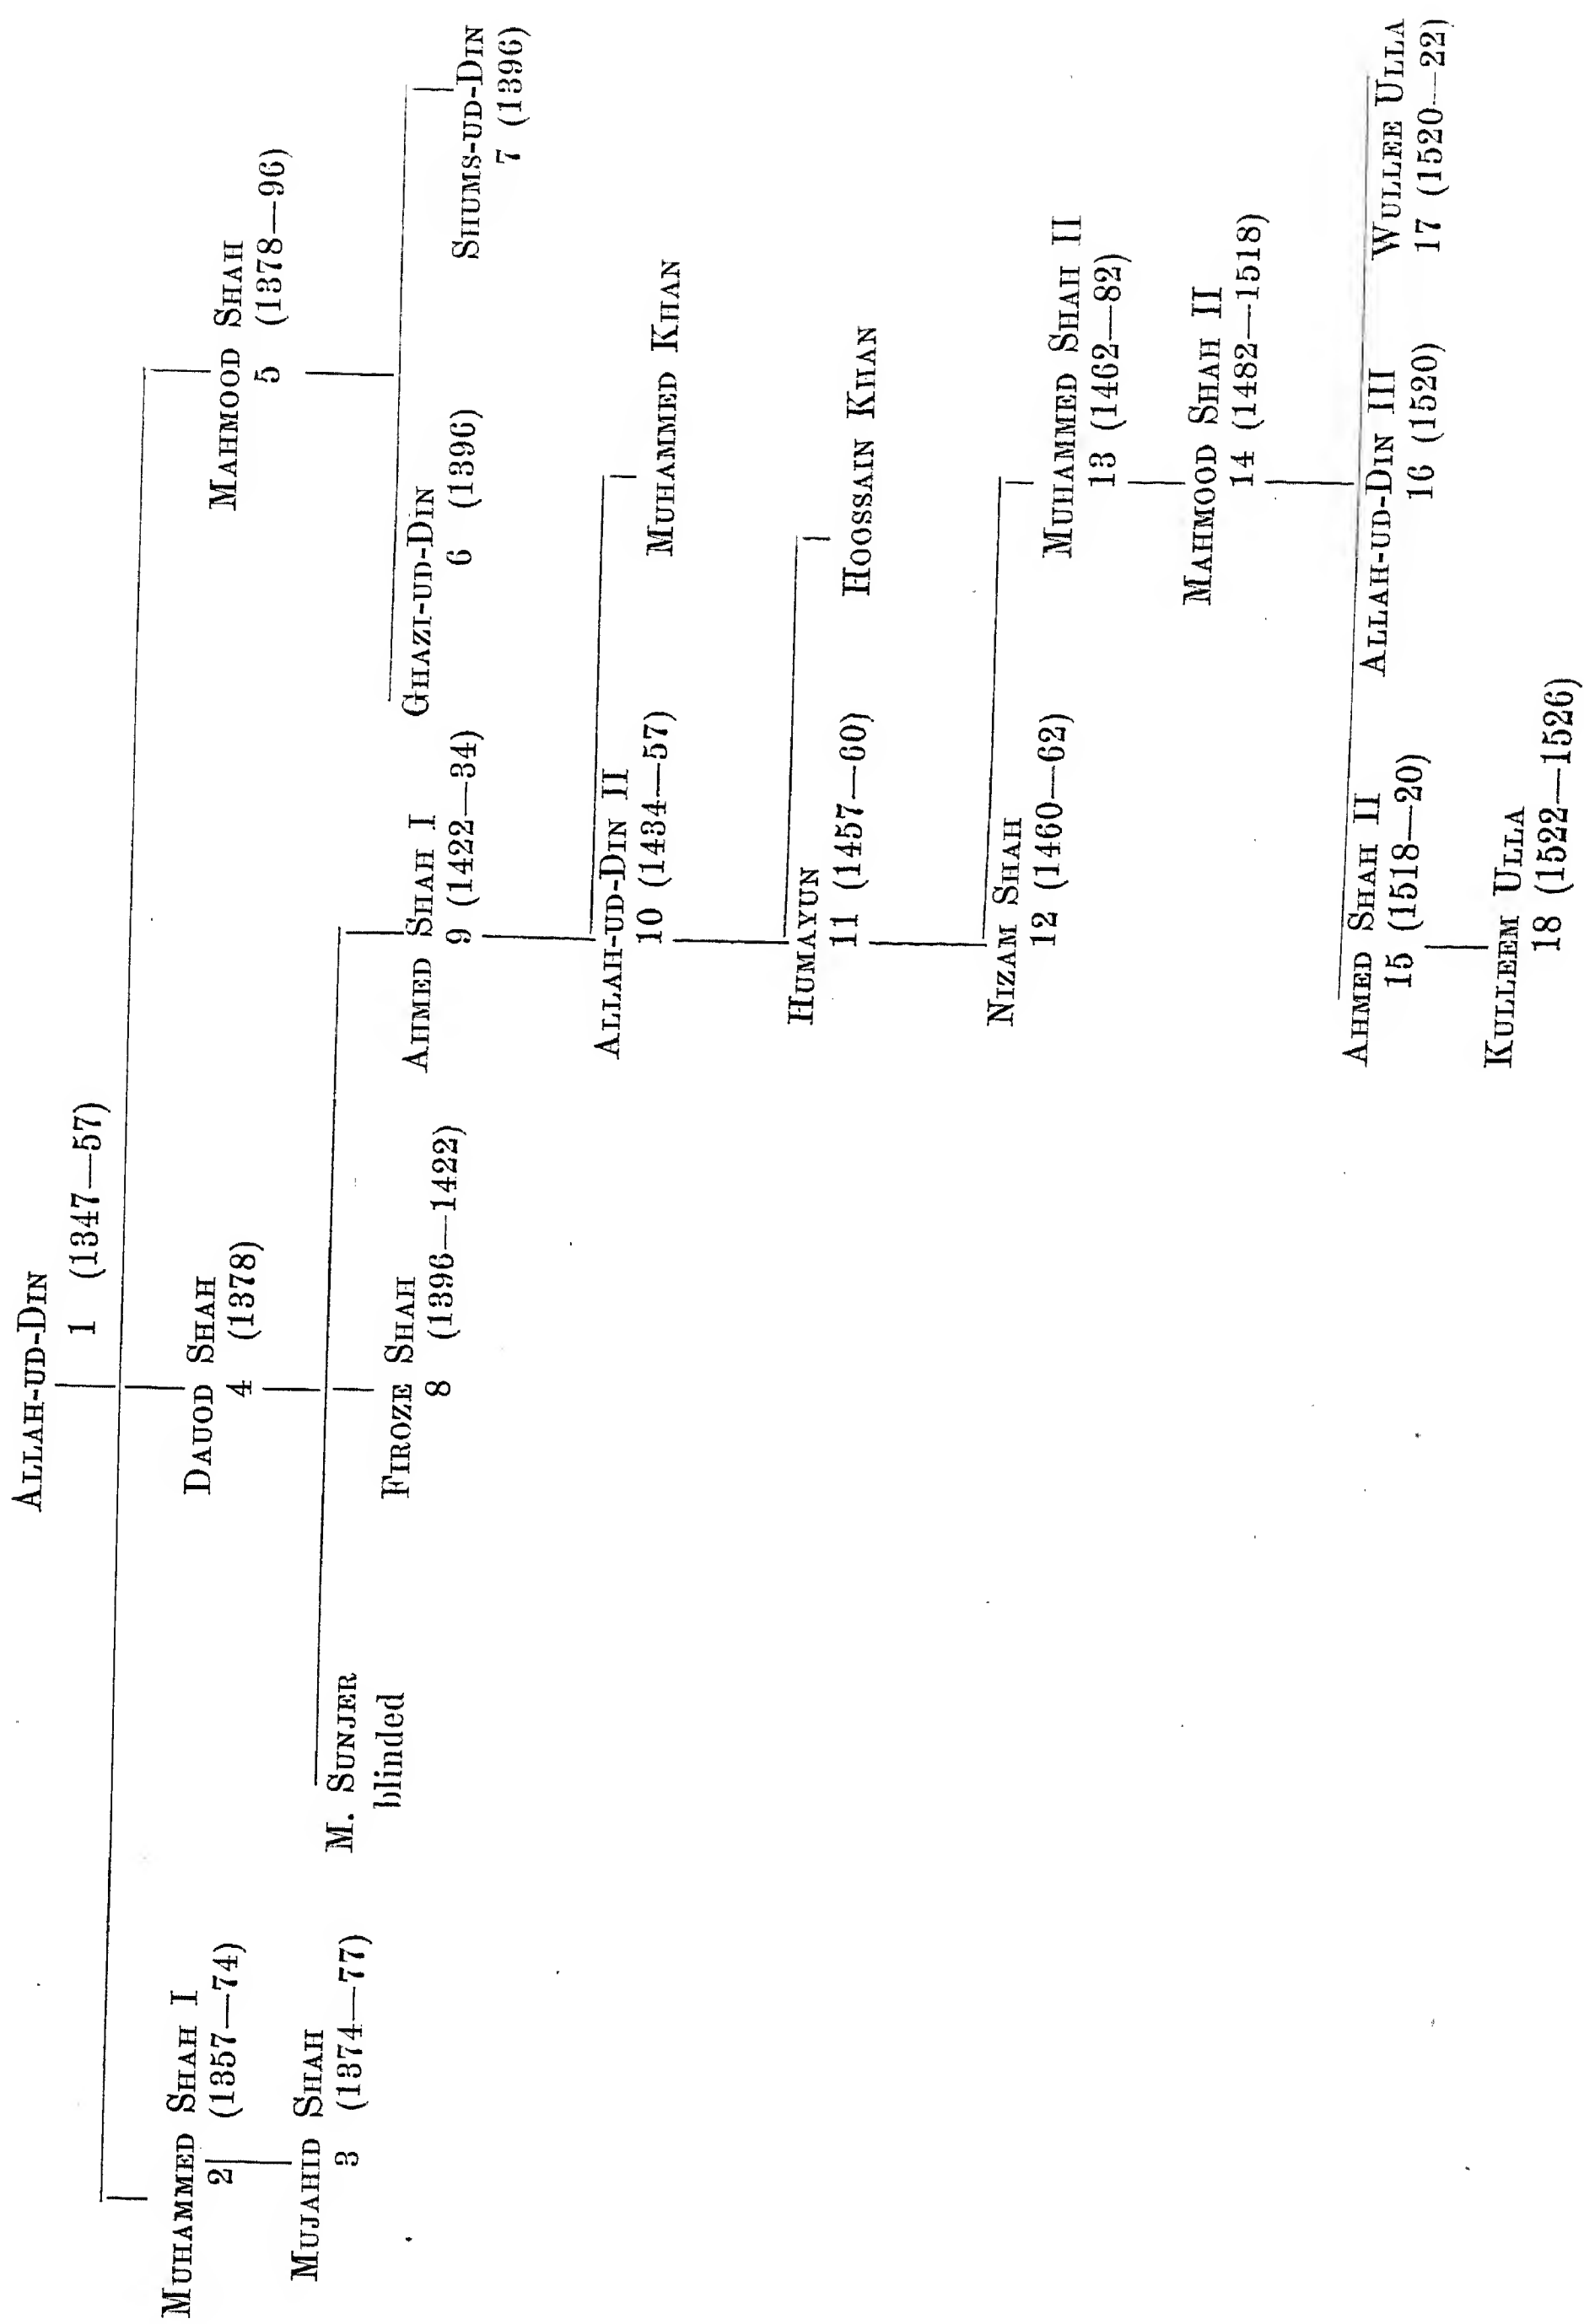 ALLAH-UD-DIN
1 (1347—57)
MUHAMMED SHAH I
2 (1357—74)
DAUOD SHAH
4 (1378)
MAHMOOD SHAH
5 (1378—96)
MUJAHID SHAH
3 (1374—77)
M. SUNJER
blinded
FIROZE SHAH
8 (1396—1422)
AHMED SHAH I
9 (1422—34)
GHAZI-UD-DIN
6 (1396)
SHUMS-UD-DIN
7 (1396)
ALLAH-UD-DIN II
10 (1434—57)
MUHAMMED KHAN
HUMAYUN
11 (1457—60)
HOOSSAIN KHAN
NIZAM SHAH
12 (1460—62)
MUHAMMED SHAH II
13 (1462—82)
MAHMOOD SHAH II
14 (1482—1518)
AHMED SHAH II
15 (1518—20)
ALLAH-UD-DIN III
16 (1520)
WULLEE ULLA
17 (1520—22)
KULLEEM ULLA
18 (1522—1526)